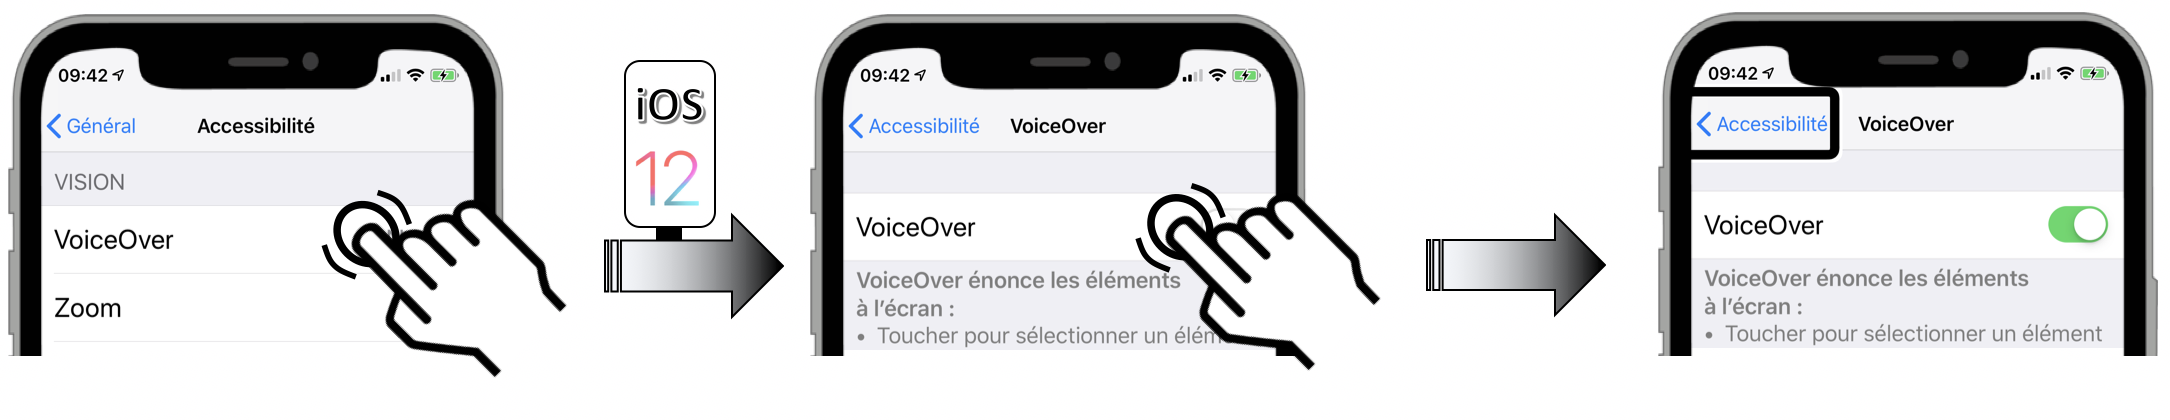 09:42
Général
Accessibilité
VISION
VoiceOver
Zoom
iOS
12
09:42
Accessibilité
VoiceOver
VoiceOver
VoiceOver énonce les éléments
à l’écran :
• Toucher pour sélectionner un élém
09:42
Accessibilité
VoiceOver
VoiceOver
VoiceOver énonce les éléments
à l’écran :
• Toucher pour sélectionner un élément